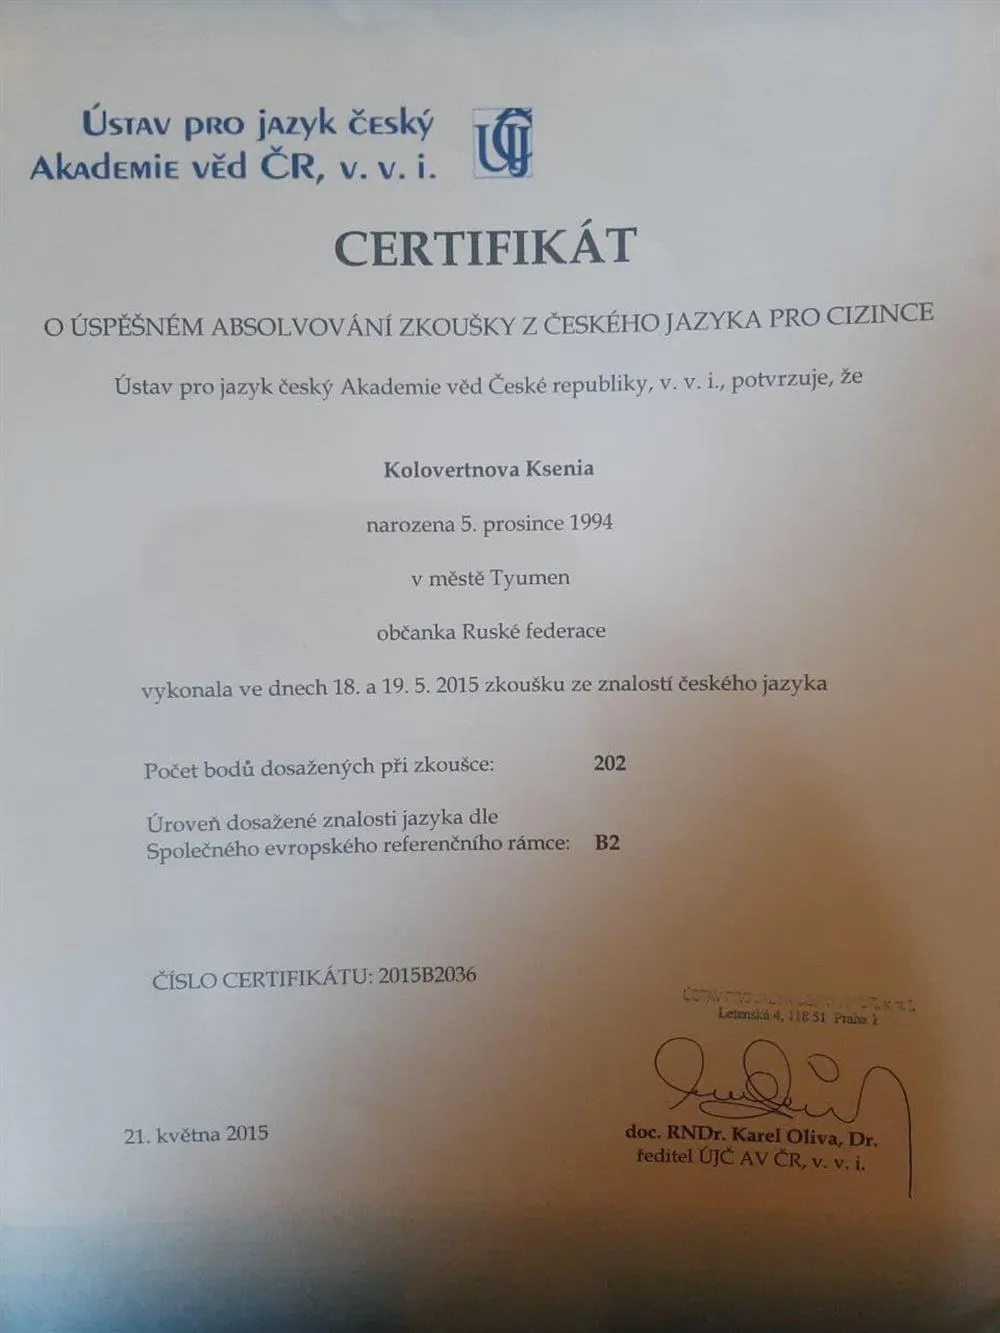 Ústav pro jazyk český
Akademie věd ČR, v. v. i.
ÚJČ
CERTIFIKÁT
O ÚSPĚŠNÉM ABSOLVOVÁNÍ ZKOUŠKY Z ČESKÉHO JAZYKA PRO CIZINCE
Ústav pro jazyk český Akademie věd České republiky, v. v. i., potvrzuje, že
Kolovertnova Ksenia
narozena 5. prosince 1994
v městě Tyumen
občanka Ruské federace
vykonala ve dnech 18. a 19. 5. 2015 zkoušku ze znalostí českého jazyka
Počet bodů dosažených při zkoušce: 202
Úroveň dosažené znalosti jazyka dle
Společného evropského referenčního rámce: B2
ČÍSLO CERTIFIKÁTU: 2015B2036
Letenská 4, 118 51 Praha 1
21. května 2015
doc. RNDr. Karel Oliva, Dr.
ředitel ÚJČ AV ČR, v. v. i.